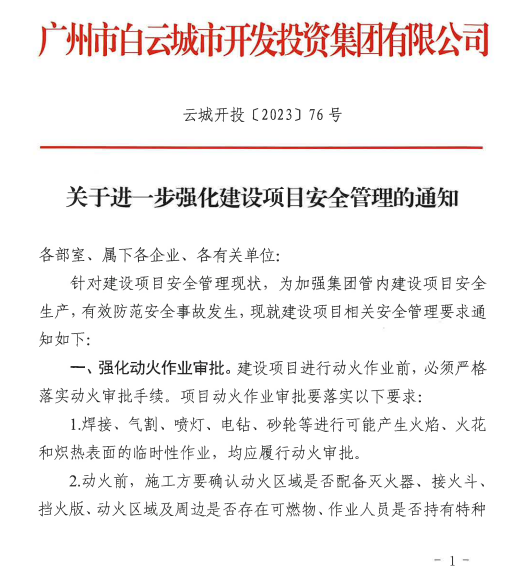 广州市白云城市开发投资集团有限公司
云城开投〔2023〕76 号
关于进一步强化建设项目安全管理的通知
各部室、属下各企业、各有关单位：
针对建设项目安全管理现状，为加强集团管内建设项目安全
生产，有效防范安全事故发生，现就建设项目相关安全管理要求通
知如下：
一、强化动火作业审批。建设项目进行动火作业前，必须严格
落实动火审批手续。项目动火作业审批要落实以下要求：
1.焊接、气割、喷灯、电钻、砂轮等进行可能产生火焰、火花
和炽热表面的临时性作业，均应履行动火审批。
2.动火前，施工方要确认动火区域是否配备灭火器、接火斗、
挡火版、动火区域及周边是否存在可燃物、作业人员是否持有特种
- 1 -